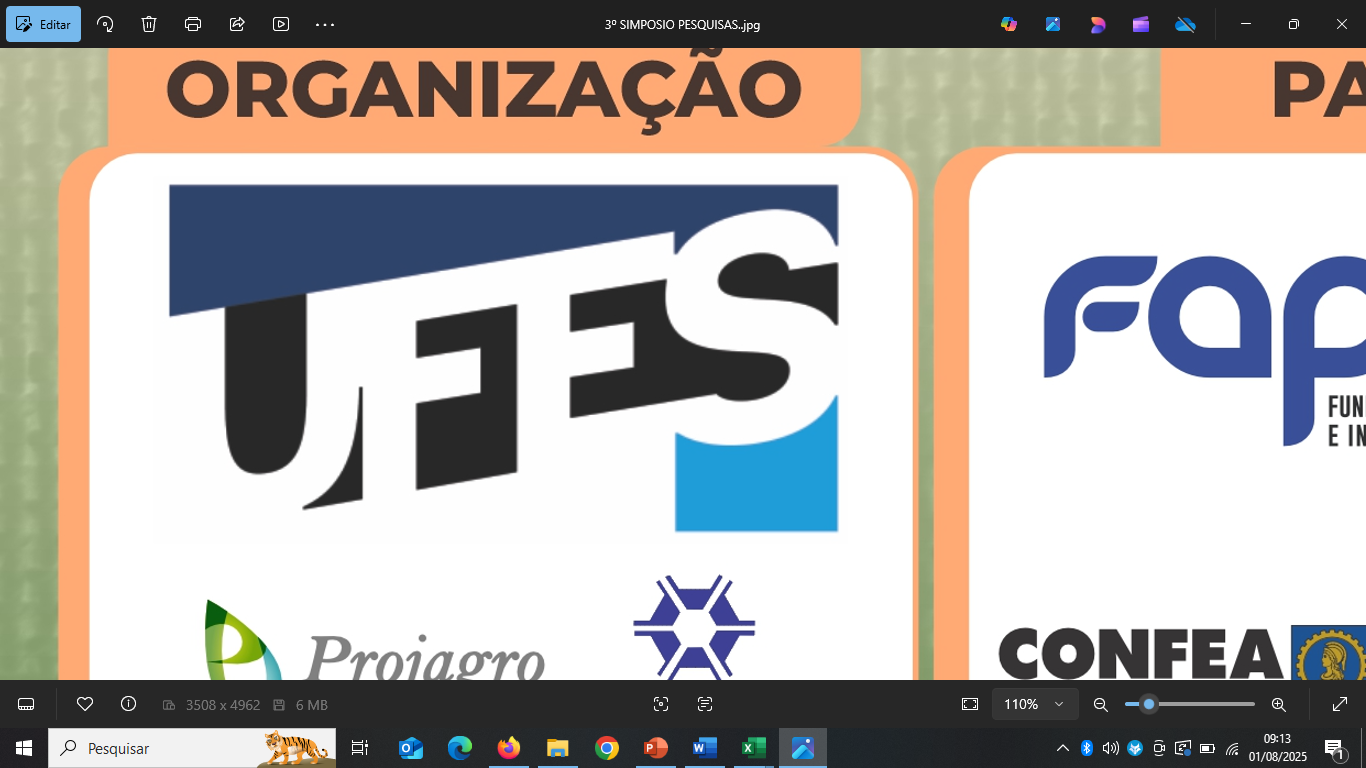 Editar
3º SIMPOSIO PESQUISAS..jpg
ORGANIZAÇÃO
PA
UFES
fap
FUN
E IN
Projagro
CONFEA
3508 x 4962
6 MB
110%
Pesquisar
09:13
01/08/2025
1